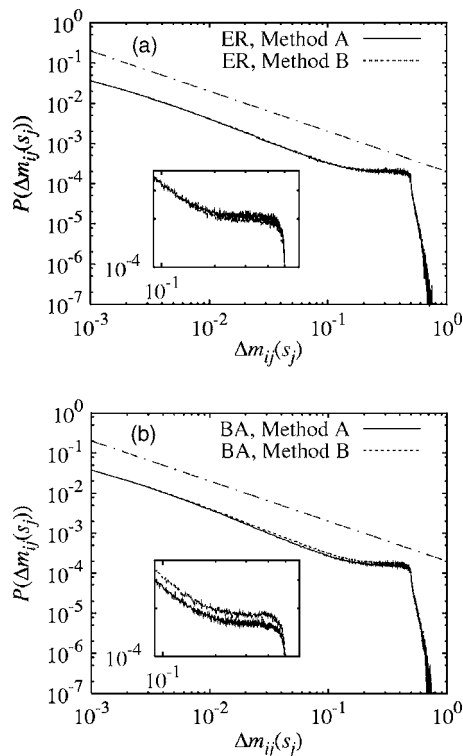 (a)
ER, Method A
ER, Method B
P(Δm_ij(s_j))
10^0
10^-1
10^-2
10^-3
10^-4
10^-5
10^-6
10^-7
10^-4
10^-1
10^-3
10^-2
10^-1
10^0
Δm_ij(s_j)
(b)
BA, Method A
BA, Method B
P(Δm_ij(s_j))
10^0
10^-1
10^-2
10^-3
10^-4
10^-5
10^-6
10^-7
10^-4
10^-1
10^-3
10^-2
10^-1
10^0
Δm_ij(s_j)